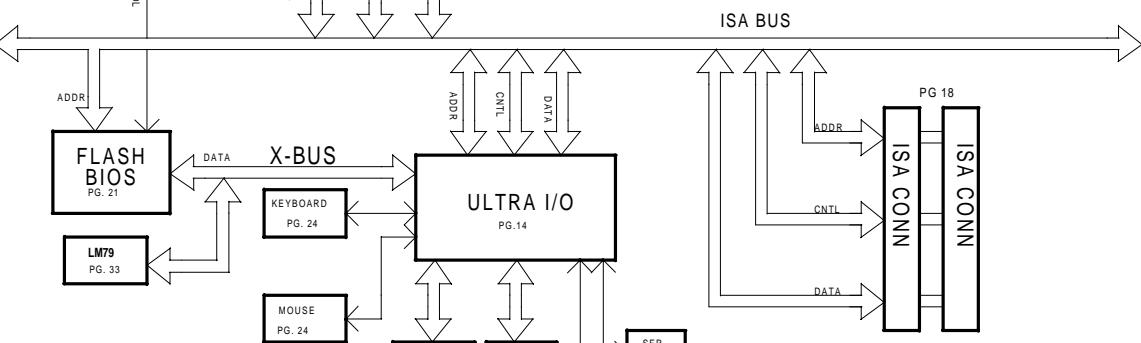 ISA BUS
ADDR
ADDR
CNTL
DATA
PG 18
FLASH
BIOS
PG. 21
DATA
X-BUS
ULTRA I/O
PG.14
KEYBOARD
PG. 24
LM79
PG. 33
MOUSE
PG. 24
ADDR
CNTL
DATA
ISA CONN
ISA CONN